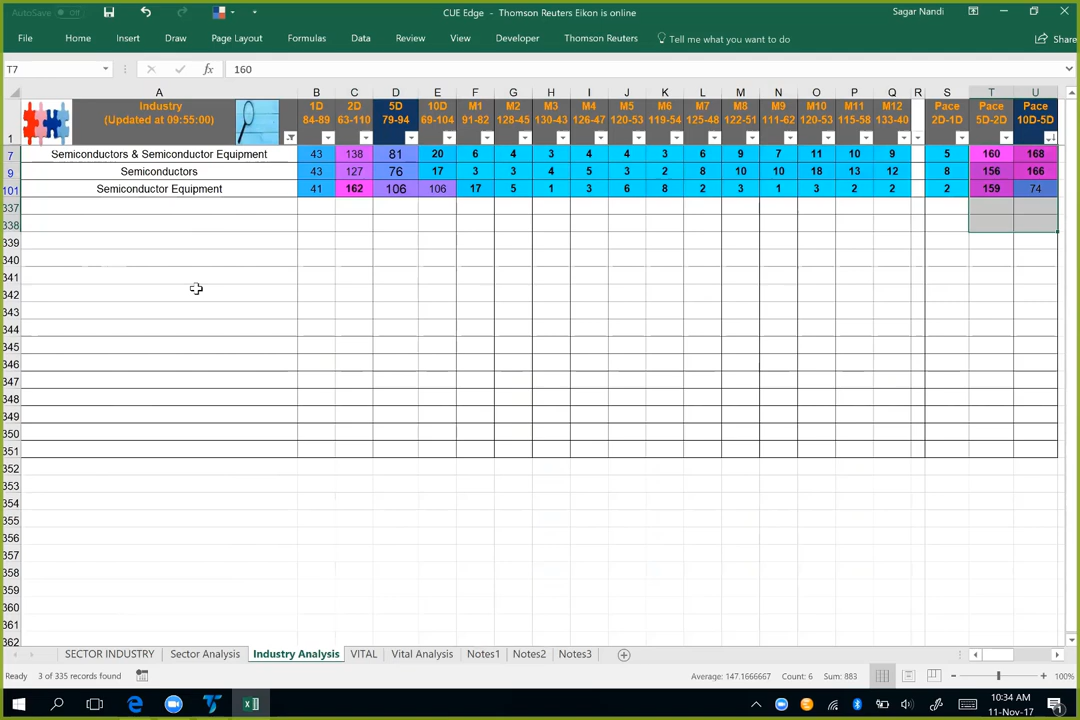 AutoSave Off
CUE Edge - Thomson Reuters Eikon is online
Sagar Nandi
File Home Insert Draw Page Layout Formulas Data Review View Developer Thomson Reuters Tell me what you want to do Share
T7 fx 160
A B C D E F G H I J K L M N O P Q R S T U
Industry 1D 2D 5D 10D M1 M2 M3 M4 M5 M6 M7 M8 M9 M10 M11 M12 Pace Pace Pace
(Updated at 09:55:00) 84-89 63-110 79-94 69-104 91-82 128-45 130-43 126-47 120-53 119-54 125-48 122-51 111-62 120-53 115-58 133-40 2D-1D 5D-2D 10D-5D
1
7 Semiconductors & Semiconductor Equipment 43 138 81 20 6 4 3 4 4 3 6 9 7 11 10 9 5 160 168
9 Semiconductors 43 127 76 17 3 3 4 5 3 2 8 10 10 18 13 12 8 156 166
101 Semiconductor Equipment 41 162 106 106 17 5 1 3 6 8 2 3 1 3 2 2 2 159 74
337
338
339
340
341
342
343
344
345
346
347
348
349
350
351
352
353
354
355
356
357
358
359
360
361
362
SECTOR INDUSTRY Sector Analysis Industry Analysis VITAL Vital Analysis Notes1 Notes2 Notes3
Ready 3 of 335 records found Average: 147.1666667 Count: 6 Sum: 883 100%
10:34 AM
11-Nov-17
1